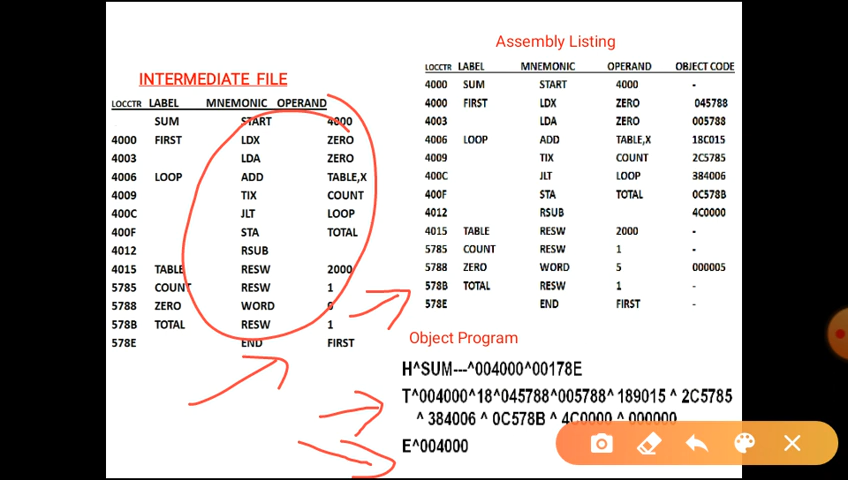 INTERMEDIATE FILE
LOCCTR LABEL MNEMONIC OPERAND
SUM START 4000
4000 FIRST LDX ZERO
4003 LDA ZERO
4006 LOOP ADD TABLE,X
4009 TIX COUNT
400C JLT LOOP
400F STA TOTAL
4012 RSUB
4015 TABLE RESW 2000
5785 COUNT RESW 1
5788 ZERO WORD 0
578B TOTAL RESW 1
578E END FIRST
Assembly Listing
LOCCTR LABEL MNEMONIC OPERAND OBJECT CODE
4000 SUM START 4000 -
4000 FIRST LDX ZERO 045788
4003 LDA ZERO 005788
4006 LOOP ADD TABLE,X 18C015
4009 TIX COUNT 2C5785
400C JLT LOOP 384006
400F STA TOTAL 0C578B
4012 RSUB 4C0000
4015 TABLE RESW 2000 -
5785 COUNT RESW 1 -
5788 ZERO WORD 5 000005
578B TOTAL RESW 1 -
578E END FIRST -
Object Program
H^SUM---^004000^00178E
T^004000^18^045788^005788^ 189015 ^ 2C5785
^ 384006 ^ 0C578B ^ 4C0000 ^ 000000
E^004000